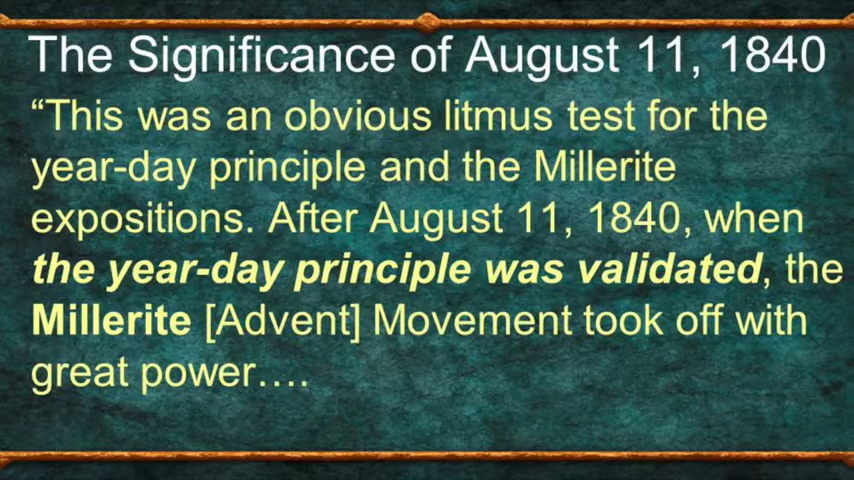 The Significance of August 11, 1840
“This was an obvious litmus test for the
year-day principle and the Millerite
expositions. After August 11, 1840, when
the year-day principle was validated, the
Millerite [Advent] Movement took off with
great power….